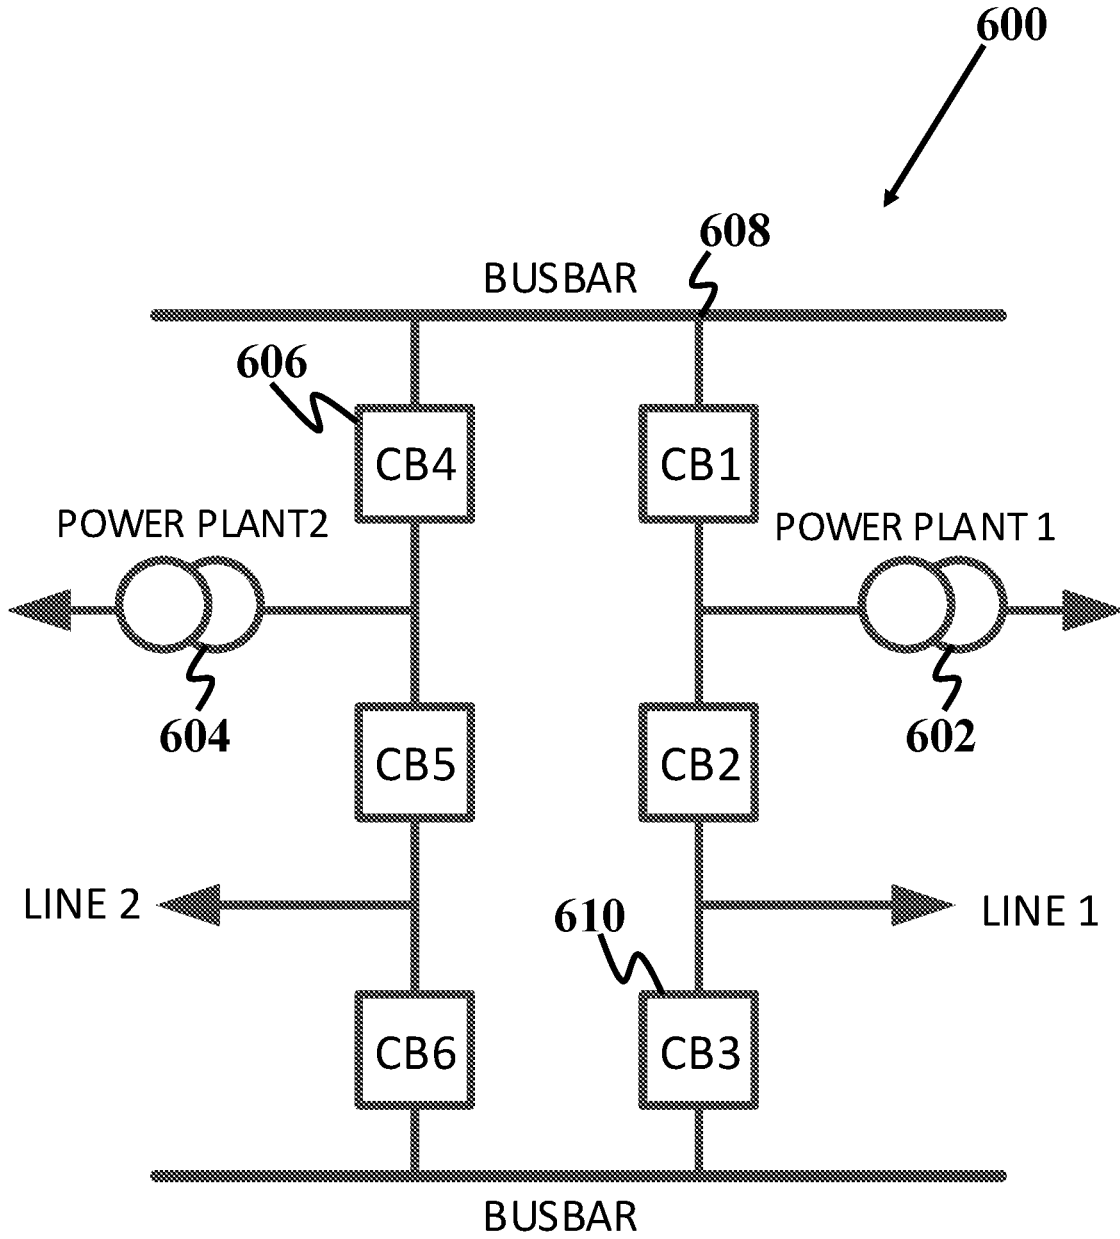 600
608
BUSBAR
606
CB4
CB1
POWER PLANT2
POWER PLANT 1
604
602
CB5
CB2
LINE 2
610
LINE 1
CB6
CB3
BUSBAR